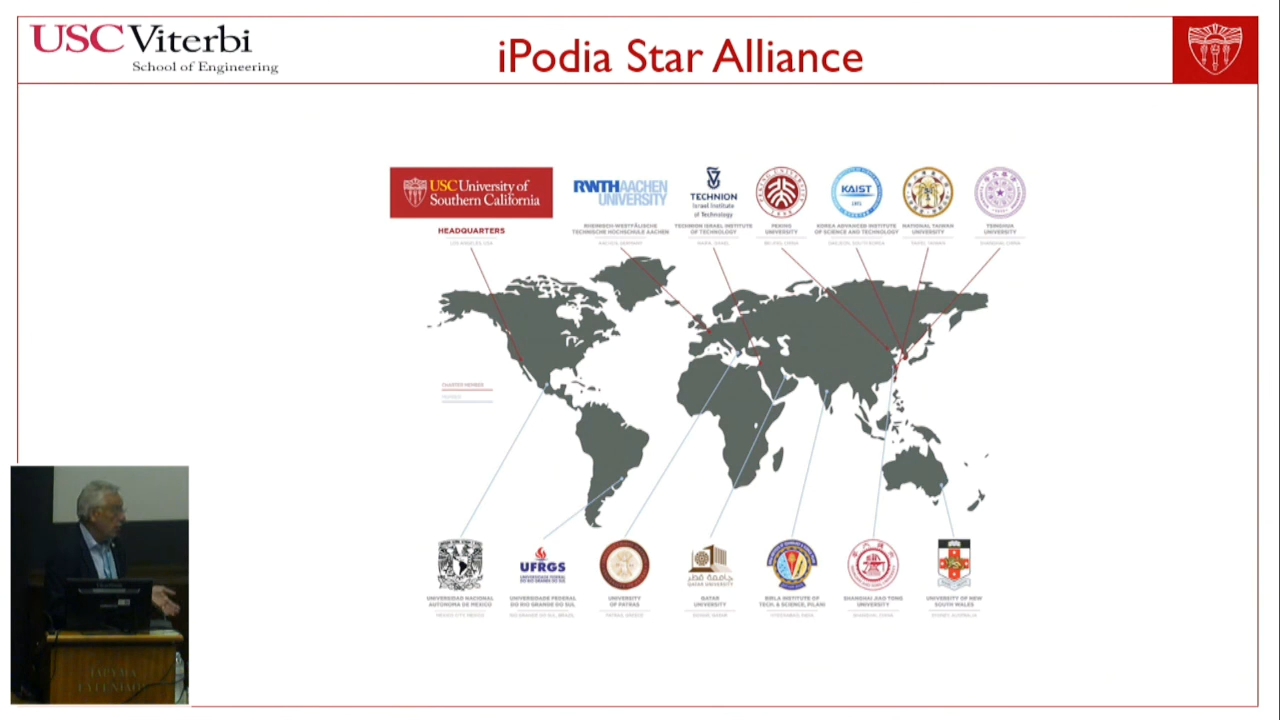 USC Viterbi
School of Engineering
iPodia Star Alliance
USC University of
Southern California
HEADQUARTERS
LOS ANGELES, USA
RWTH AACHEN
UNIVERSITY
RHEINISCH-WESTFÄLISCHE
TECHNISCHE HOCHSCHULE AACHEN
AACHEN, GERMANY
TECHNION
Israel Institute
of Technology
TECHNION ISRAEL INSTITUTE
OF TECHNOLOGY
HAIFA, ISRAEL
PEKING
UNIVERSITY
BEIJING, CHINA
KAIST
KOREA ADVANCED INSTITUTE
OF SCIENCE AND TECHNOLOGY
DAEJEON, SOUTH KOREA
NATIONAL TAIWAN
UNIVERSITY
TAIPEI, TAIWAN
TSINGHUA
UNIVERSITY
CHARTER MEMBER
UNIVERSIDAD NACIONAL
AUTONOMA DE MEXICO
MEXICO CITY, MEXICO
UFRGS
UNIVERSIDADE FEDERAL
DO RIO GRANDE DO SUL
UNIVERSIDADE FEDERAL
DO RIO GRANDE DO SUL
RIO GRANDE DO SUL, BRAZIL
UNIVERSITY
OF PATRAS
PATRAS, GREECE
جامعة قطر
QATAR UNIVERSITY
QATAR
UNIVERSITY
BIRLA INSTITUTE OF
TECH. & SCIENCE, PILANI
HYDERABAD, INDIA
SHANGHAI JIAO TONG
UNIVERSITY
SHANGHAI, CHINA
UNIVERSITY OF NEW
SOUTH WALES
SYDNEY, AUSTRALIA
ΙΔΡΥΜΑ
ΕΥΓΕΝΙΔΟΥ